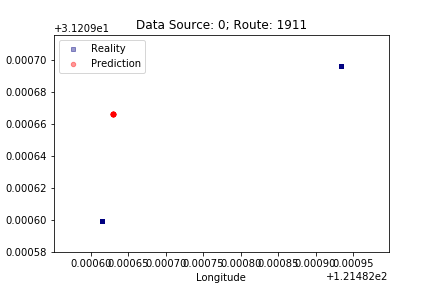 Data Source: 0; Route: 1911
+3.1209e1
Reality
Prediction
0.00070
0.00068
0.00066
0.00064
0.00062
0.00060
0.00058
0.00060 0.00065 0.00070 0.00075 0.00080 0.00085 0.00090 0.00095
Longitude
+1.21482e2